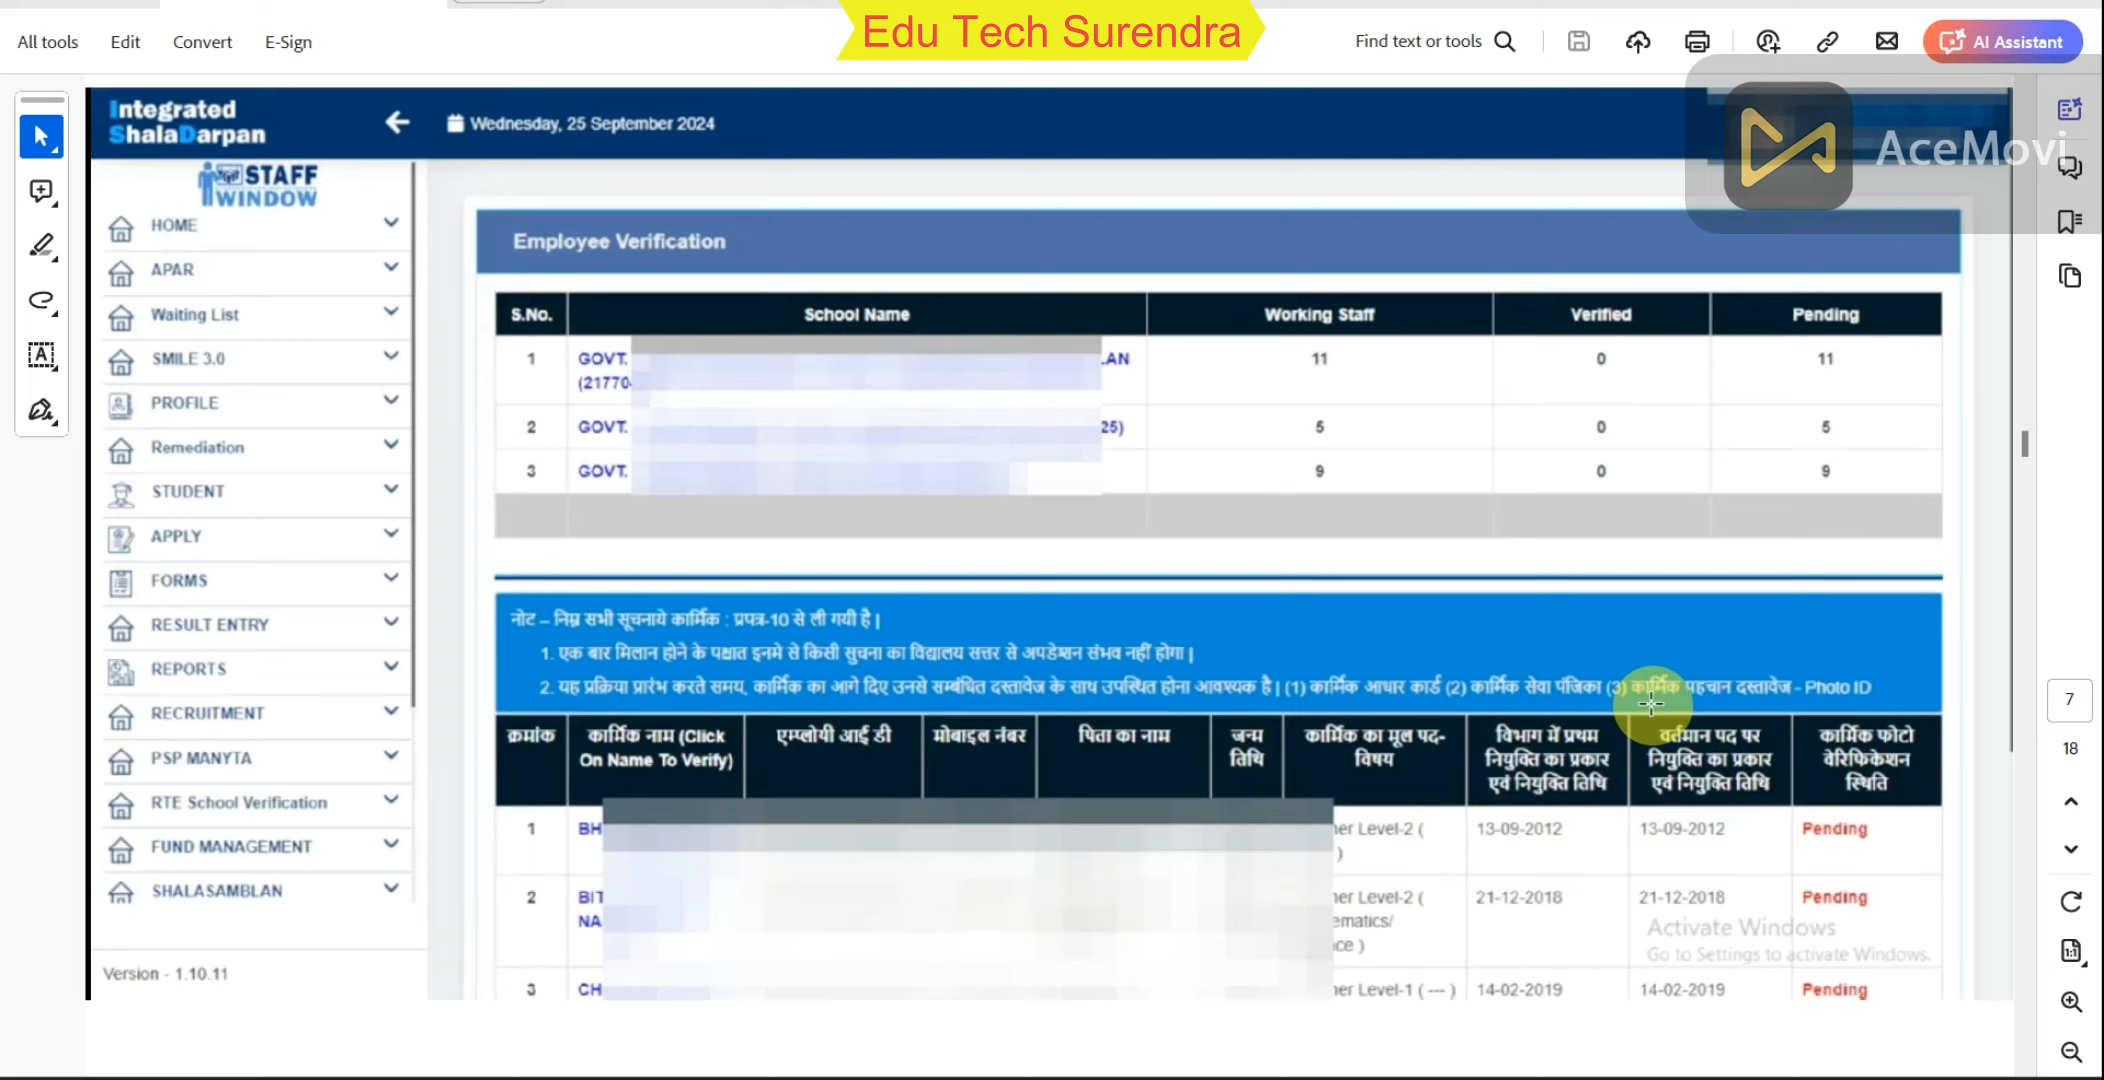 Edu Tech Surendra
All tools Edit Convert E-Sign
Find text or tools
AI Assistant
Integrated
ShalaDarpan
Wednesday, 25 September 2024
AceMovi
STAFF
WINDOW
HOME
APAR
Waiting List
SMILE 3.0
PROFILE
Remediation
STUDENT
APPLY
FORMS
RESULT ENTRY
REPORTS
RECRUITMENT
PSP MANYTA
RTE School Verification
FUND MANAGEMENT
SHALASAMBLAN
Version - 1.10.11
Employee Verification
S.No. School Name Working Staff Verified Pending
1 GOVT. LAN 11 0 11
(21770
2 GOVT. 25) 5 0 5
3 GOVT. 9 0 9
नोट – निम्न सभी सूचनाये कार्मिक : प्रपत्र-10 से ली गयी है |
1. एक बार मिलान होने के पश्चात इनमे से किसी सुचना का विद्यालय सत्तर से अपडेशन संभव नहीं होगा |
2. यह प्रक्रिया प्रारंभ करते समय, कार्मिक का आगे दिए उनसे सम्बंधित दस्तावेज के साथ उपस्थित होना आवश्यक है | (1) कार्मिक आधार कार्ड (2) कार्मिक सेवा पंजिका (3) कार्मिक पहचान दस्तावेज - Photo ID
क्रमांक कार्मिक नाम (Click एम्प्लोयी आई डी मोबाइल नंबर पिता का नाम जन्म कार्मिक का मूल पद- विभाग में प्रथम वर्तमान पद पर कार्मिक फोटो
On Name To Verify) तिथि विषय नियुक्ति का प्रकार नियुक्ति का प्रकार वेरिफिकेशन
एवं नियुक्ति तिथि एवं नियुक्ति तिथि स्थिति
1 BH her Level-2 ( 13-09-2012 13-09-2012 Pending
)
2 BIT her Level-2 ( 21-12-2018 21-12-2018 Pending
NA ematics/
ce )
3 CH her Level-1 ( --- ) 14-02-2019 14-02-2019 Pending
Activate Windows
Go to Settings to activate Windows.
7
18